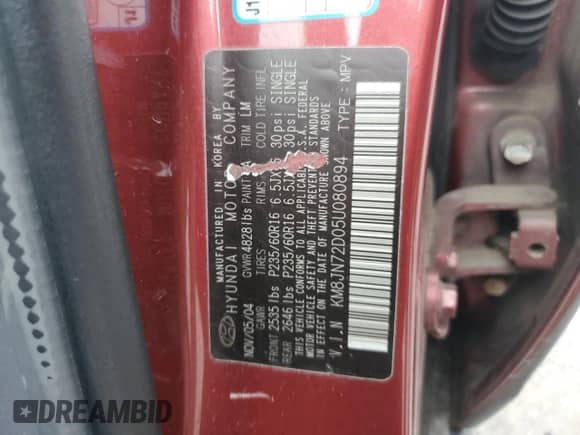 MANUFACTURED IN KOREA BY
HYUNDAI MOTOR COMPANY
NOV/05/04 GVWR 4828 lbs PAINT TRIM LM
GAWR TIRES RIMS COLD TIRE INFL
FRONT 2535 lbs P235/60R16 6.5JX 30psi SINGLE
REAR 2646 lbs P235/60R16 6.5JX 30psi SINGLE
THIS VEHICLE CONFORMS TO ALL APPLICABLE U.S.A. FEDERAL
MOTOR VEHICLE SAFETY AND THEFT PREVENTION STANDARDS
IN EFFECT ON THE DATE OF MANUFACTURE SHOWN ABOVE
V.I.N KM8JN72D05U080894 TYPE : MPV
J1
DREAMBID